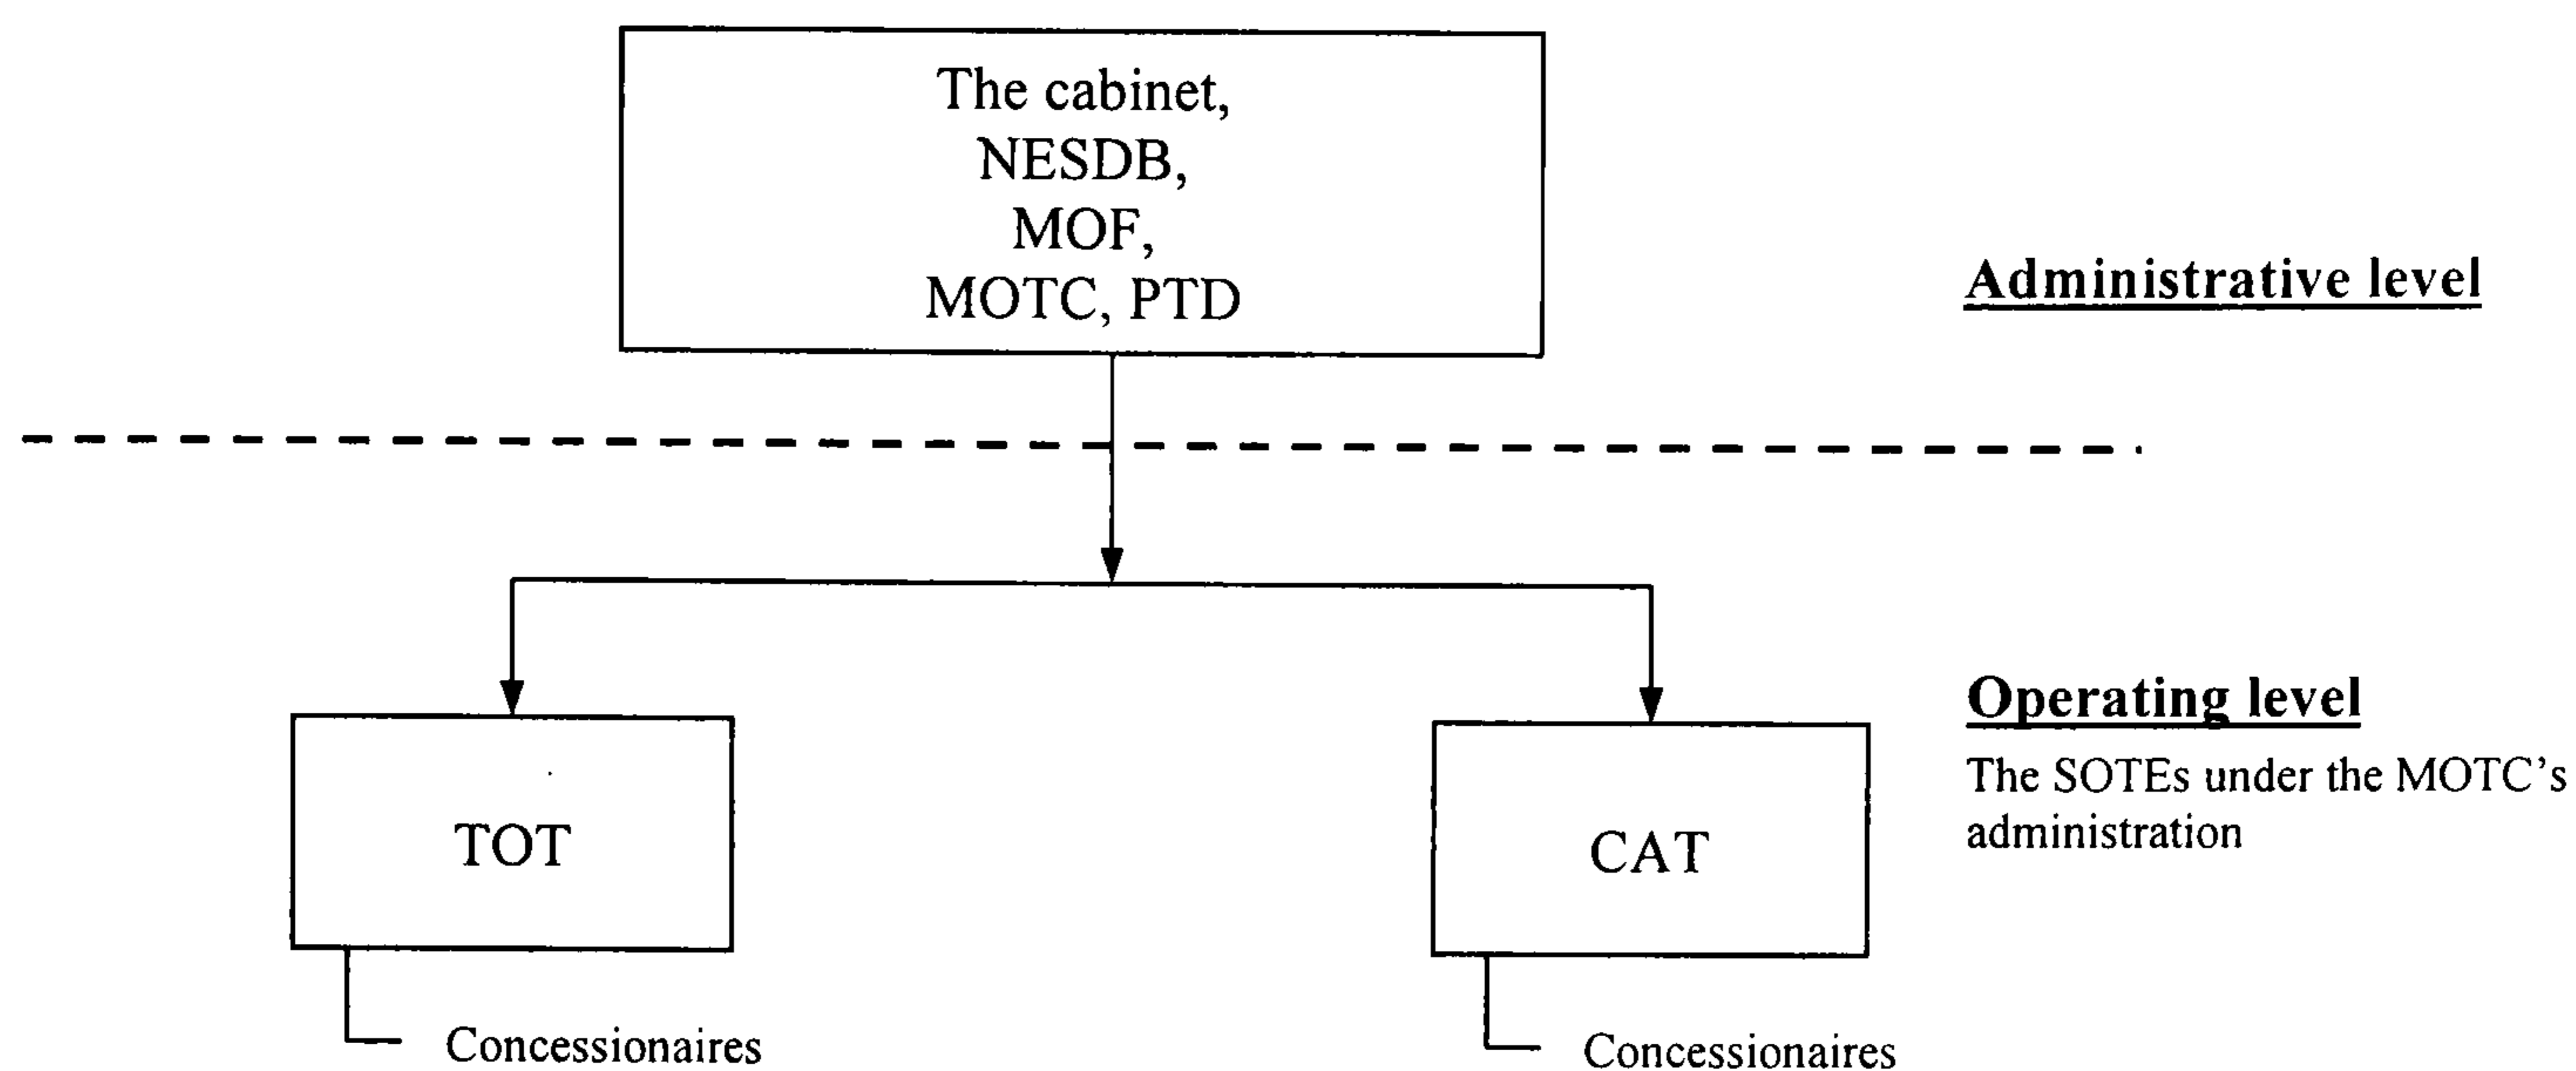 The cabinet,
NESDB,
MOF,
MOTC, PTD
Administrative level
Operating level
The SOTEs under the MOTC's
administration
TOT
CAT
Concessionaires
Concessionaires